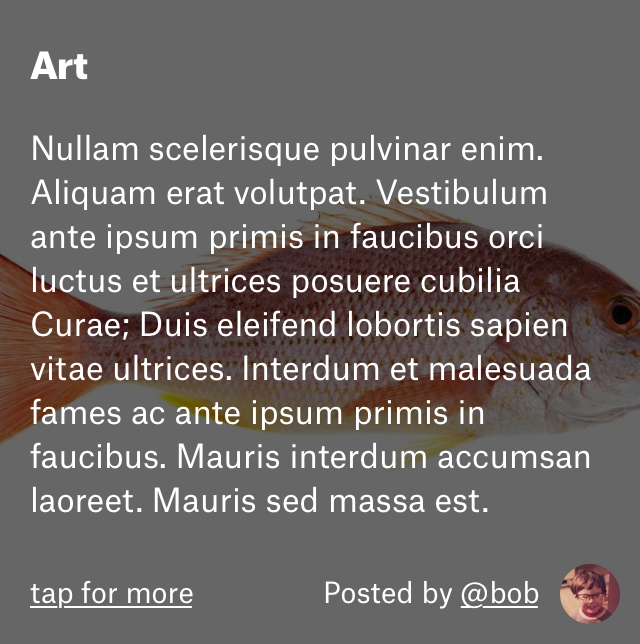 Art
Nullam scelerisque pulvinar enim.
Aliquam erat volutpat. Vestibulum
ante ipsum primis in faucibus orci
luctus et ultrices posuere cubilia
Curae; Duis eleifend lobortis sapien
vitae ultrices. Interdum et malesuada
fames ac ante ipsum primis in
faucibus. Mauris interdum accumsan
laoreet. Mauris sed massa est.
tap for more
Posted by @bob